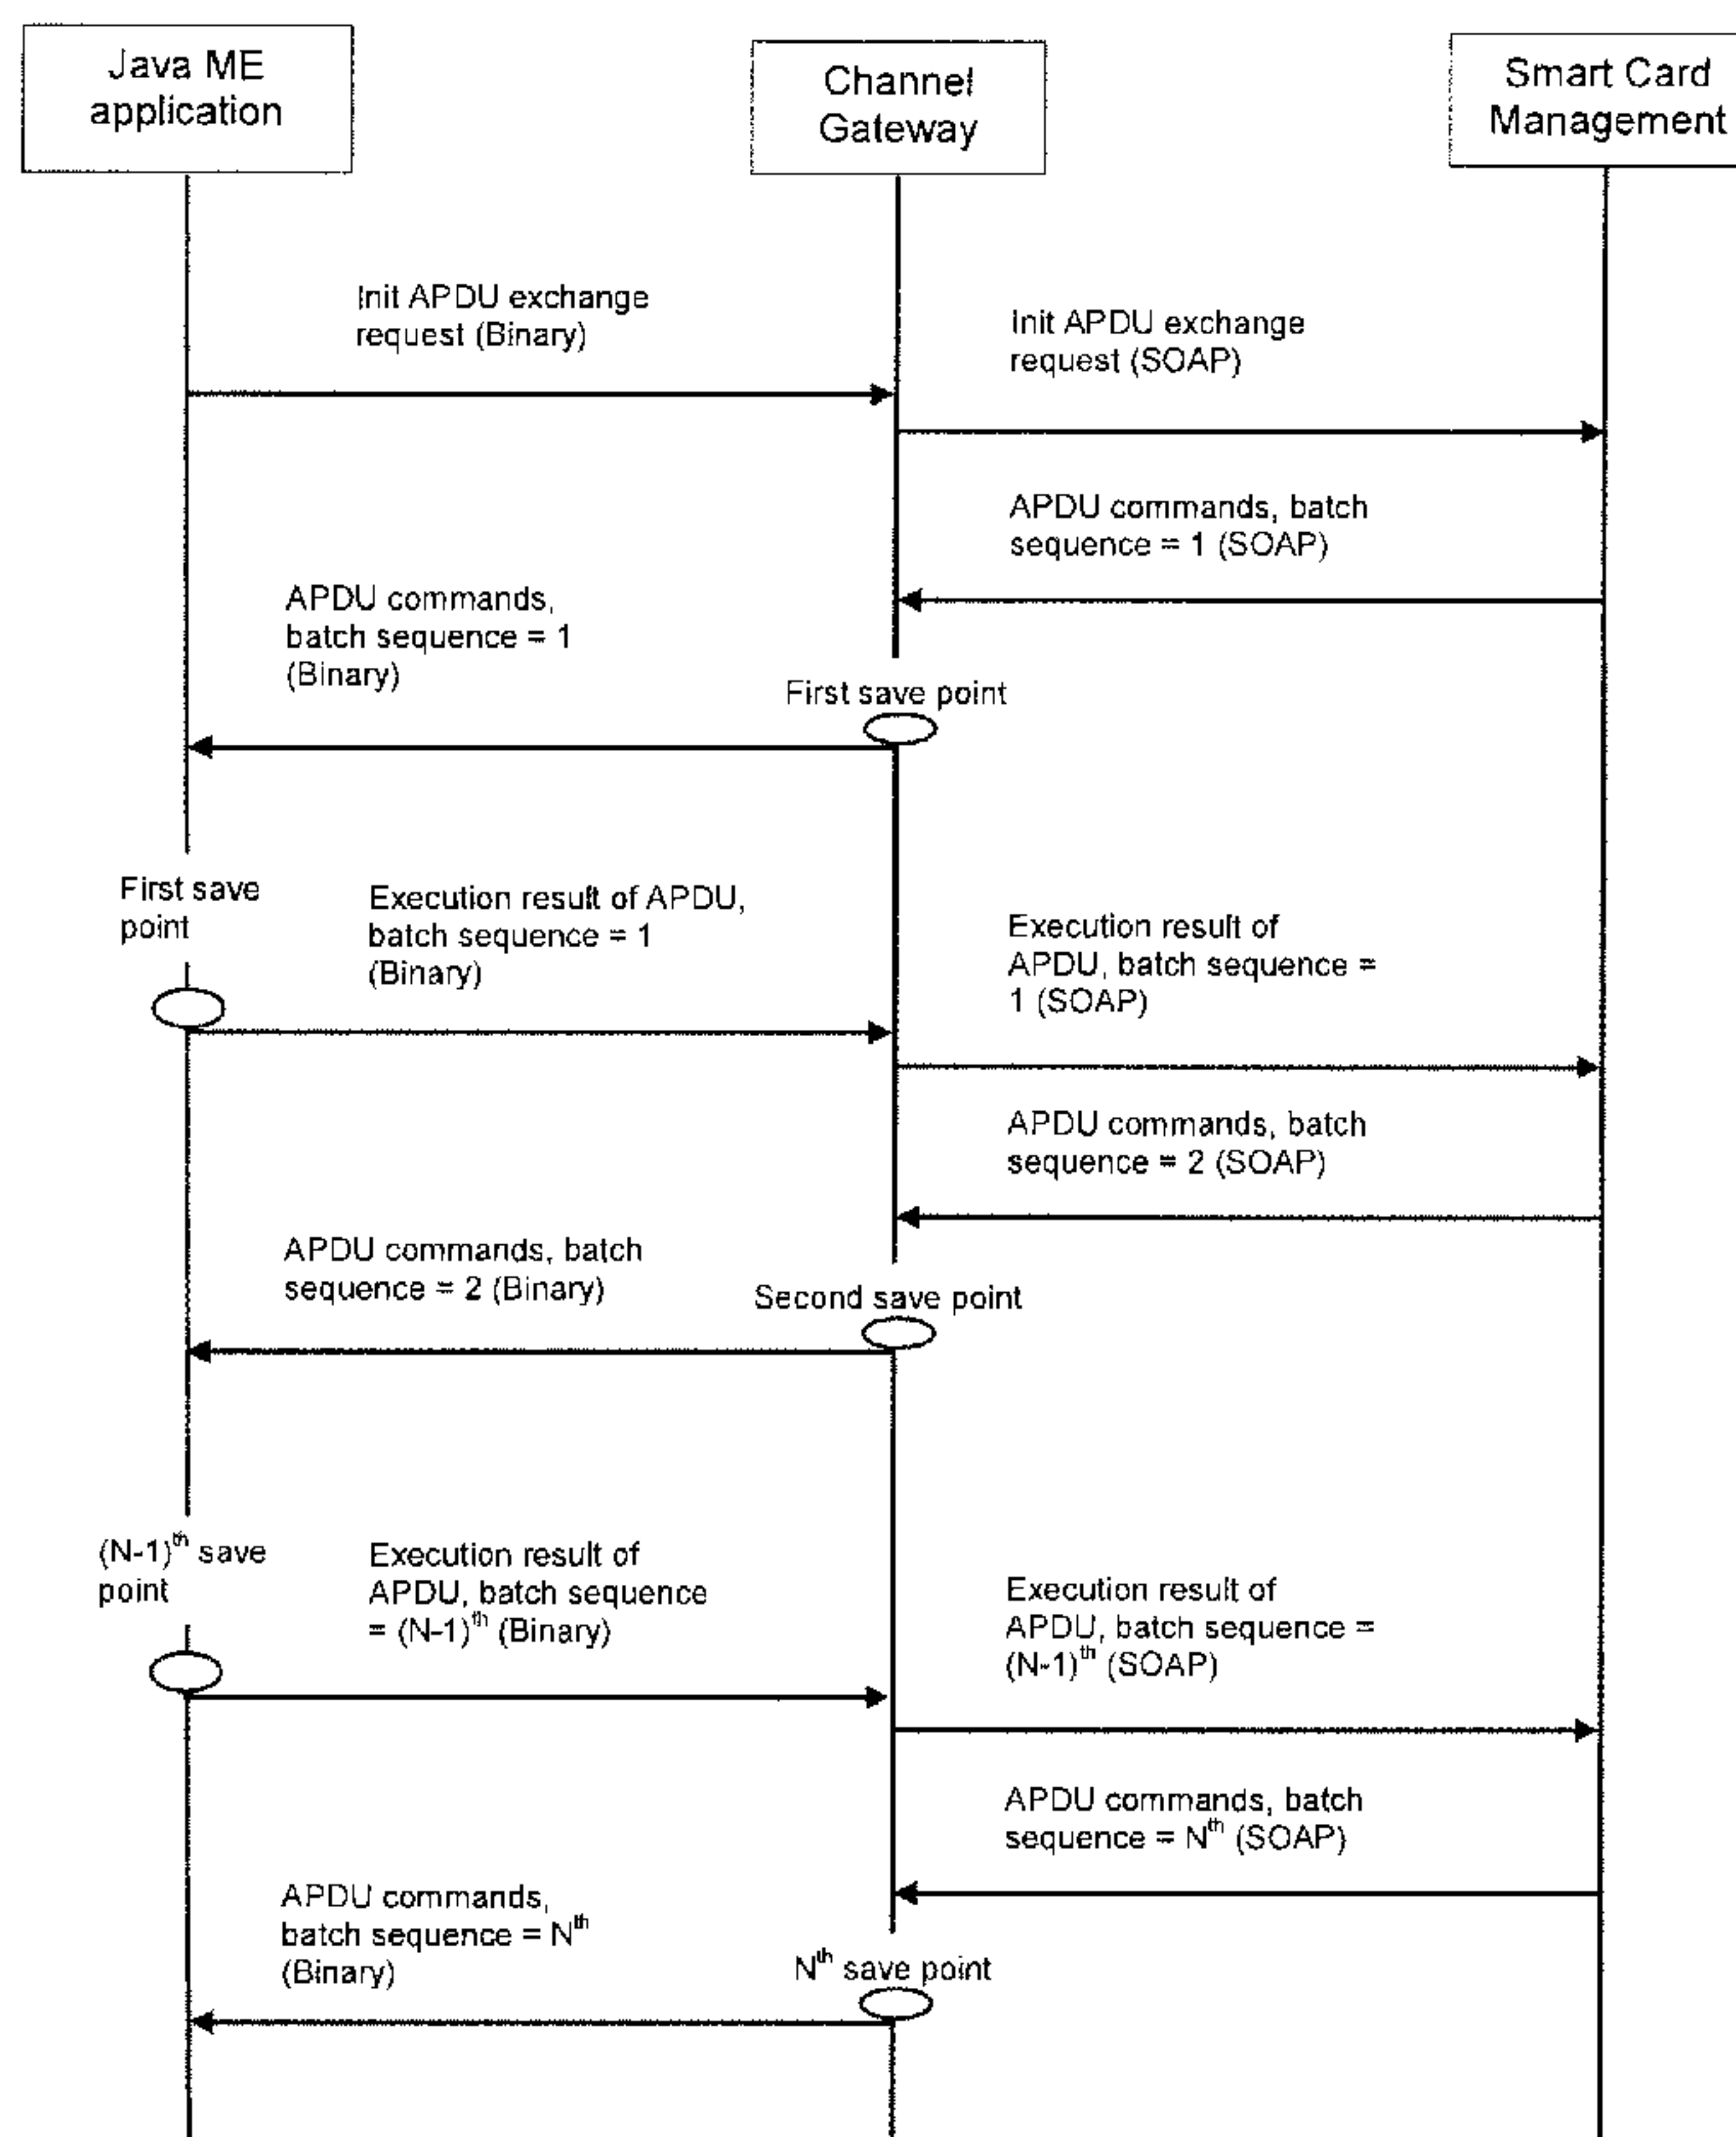 Java ME
application
Channel
Gateway
Smart Card
Management
Init APDU exchange
request (Binary)
Init APDU exchange
request (SOAP)
APDU commands, batch
sequence = 1 (SOAP)
APDU commands,
batch sequence = 1
(Binary)
First save point
First save
point
Execution result of APDU,
batch sequence = 1
(Binary)
Execution result of
APDU, batch sequence =
1 (SOAP)
APDU commands, batch
sequence = 2 (SOAP)
APDU commands, batch
sequence = 2 (Binary)
Second save point
(N-1)th save
point
Execution result of
APDU, batch sequence
= (N-1)th (Binary)
Execution result of
APDU, batch sequence =
(N-1)th (SOAP)
APDU commands, batch
sequence = Nth (SOAP)
APDU commands,
batch sequence = Nth
(Binary)
Nth save point